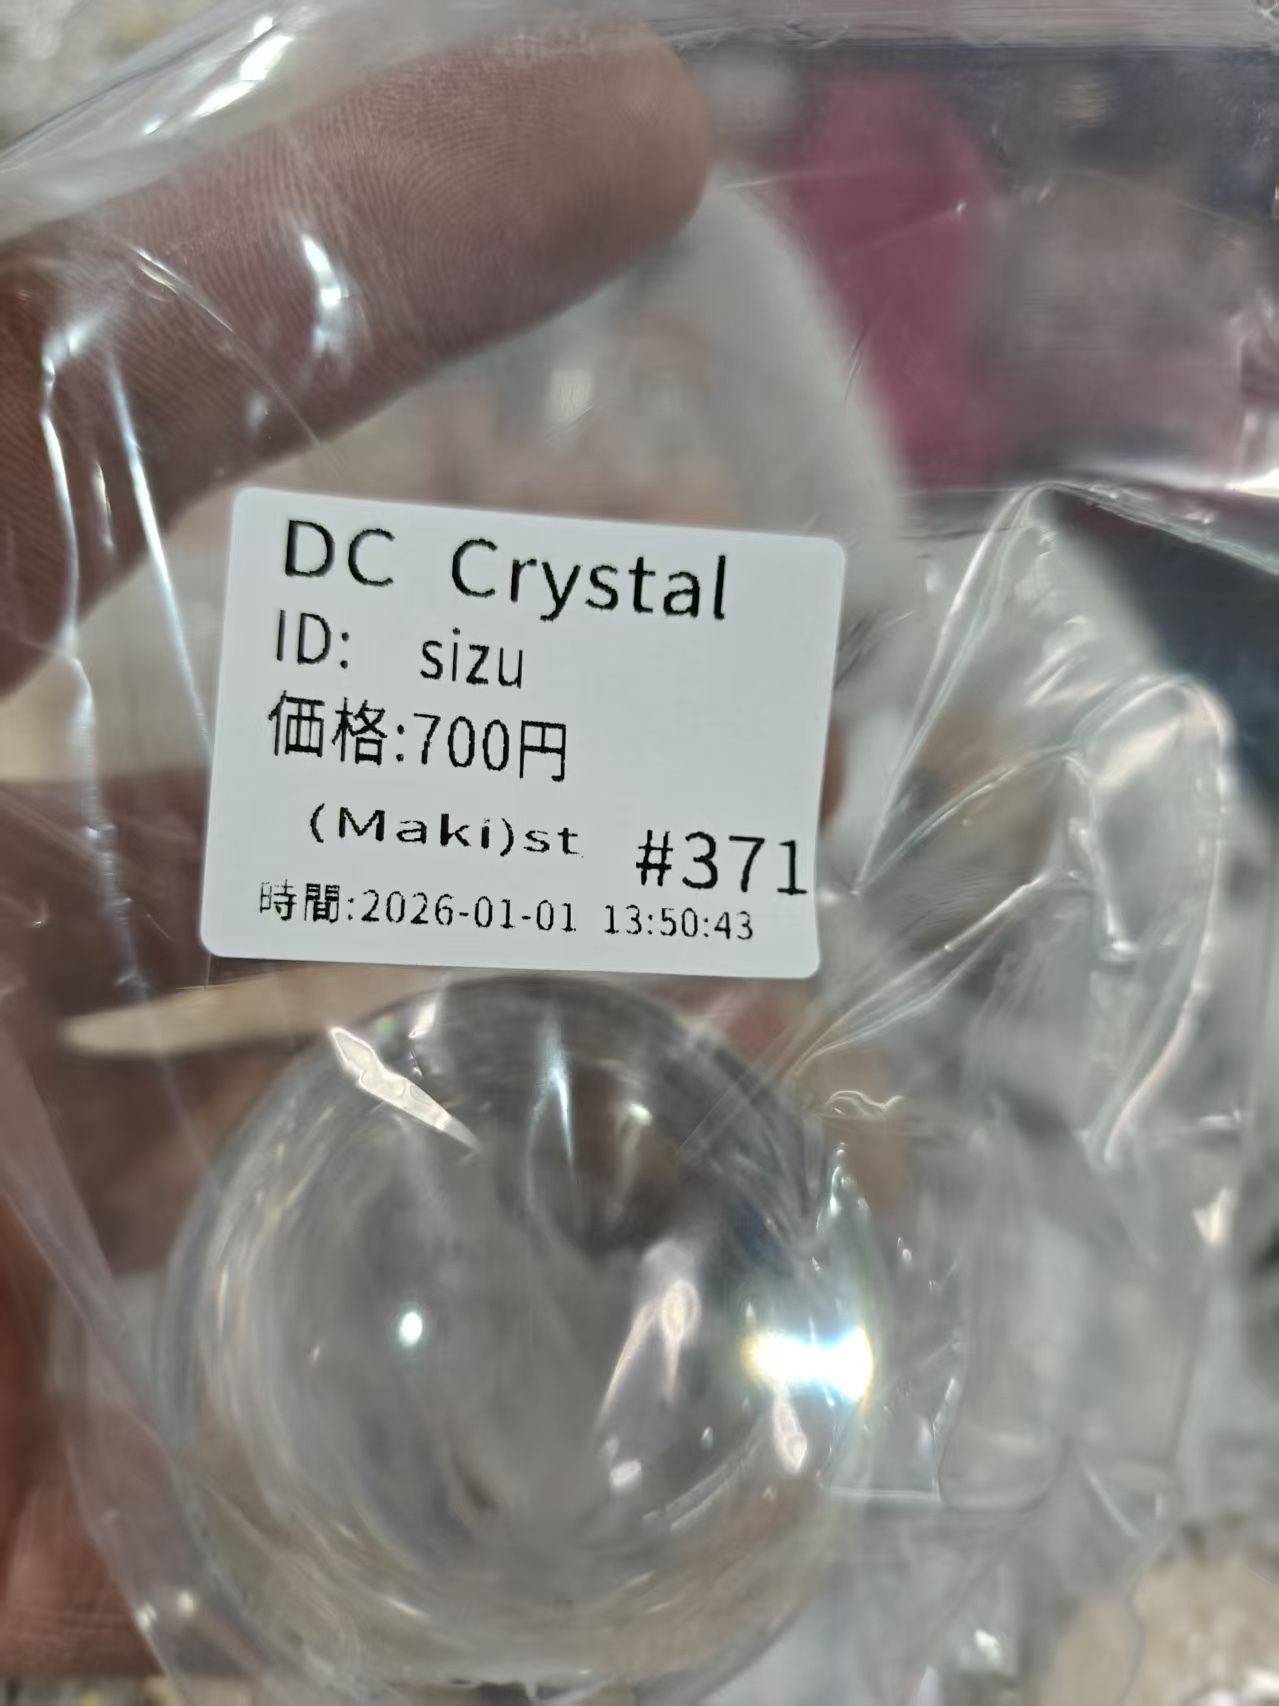 DC Crystal
ID: sizu
価格:700円
(Maki)st #371
時間:2026-01-01 13:50:43